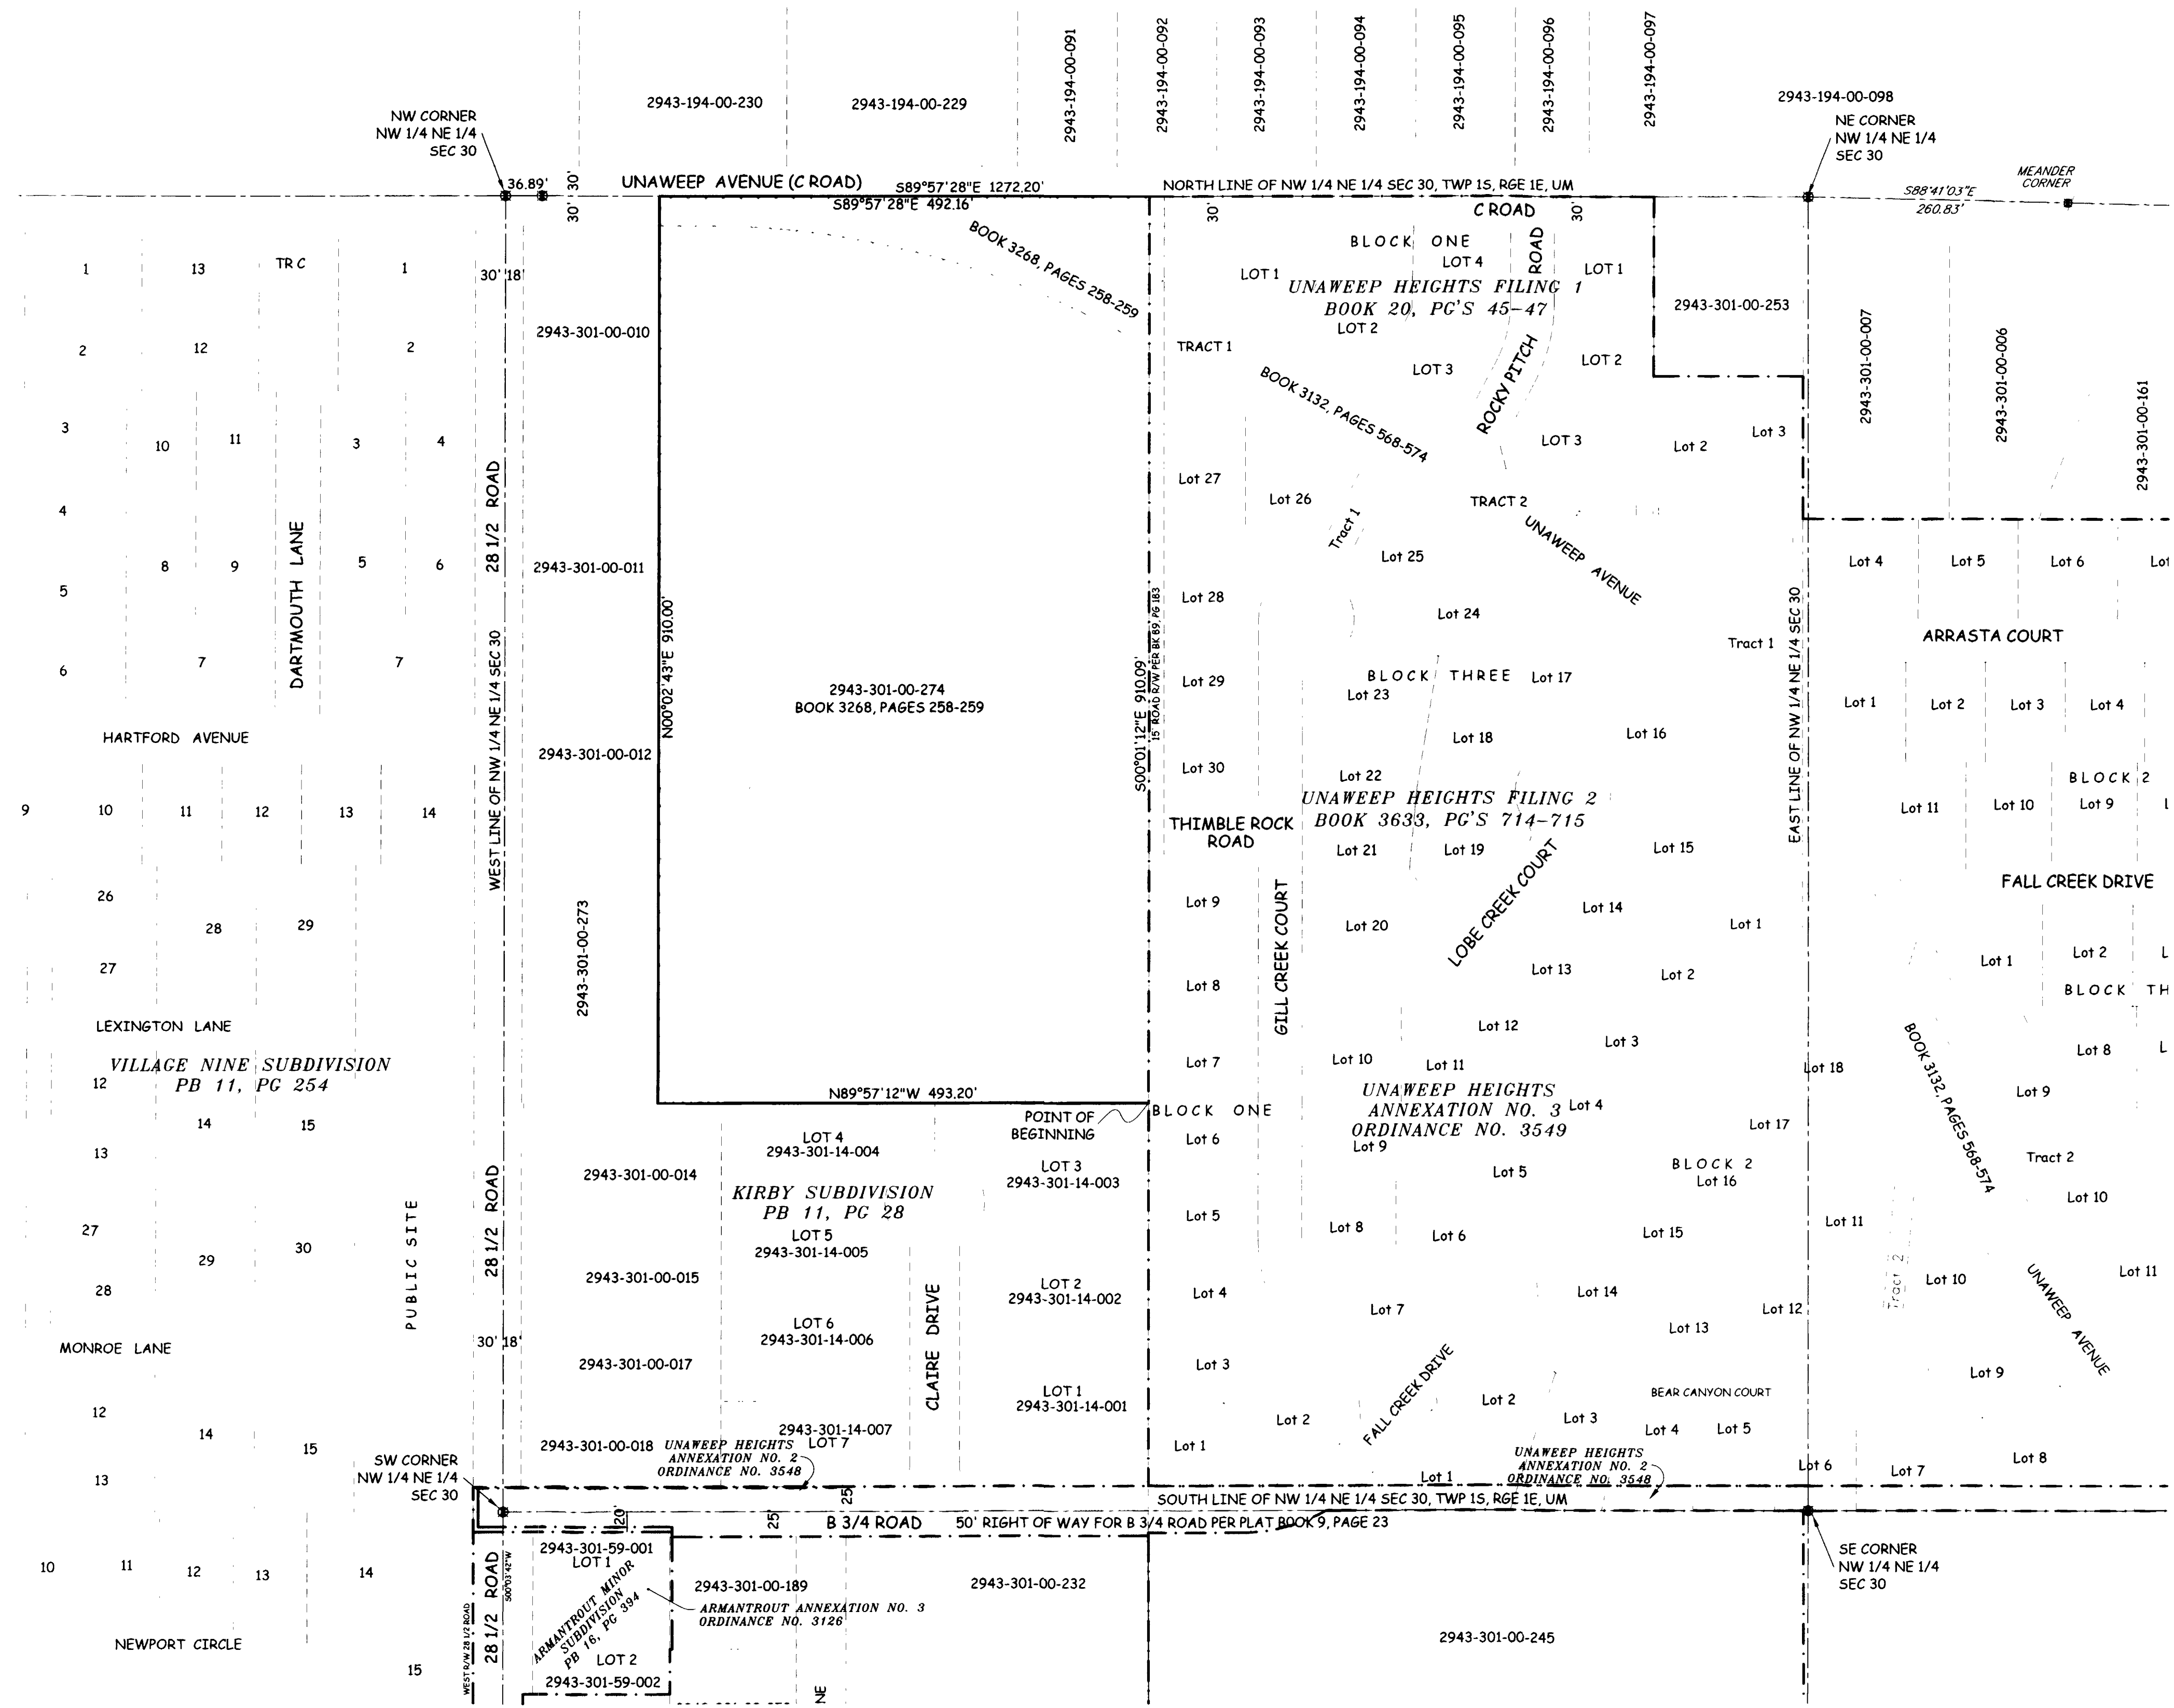 2943-194-00-230
2943-194-00-229
2943-194-00-091
2943-194-00-092
2943-194-00-093
2943-194-00-094
2943-194-00-095
2943-194-00-096
2943-194-00-097
2943-194-00-098
NW CORNER
NW 1/4 NE 1/4
SEC 30
NE CORNER
NW 1/4 NE 1/4
SEC 30
MEANDER
CORNER
36.89'
30'
30'
UNAWEEP AVENUE (C ROAD)
S89°57'28"E 1272.20'
S89°57'28"E 492.16'
NORTH LINE OF NW 1/4 NE 1/4 SEC 30, TWP 1S, RGE 1E, UM
30'
C ROAD
30'
S88°41'03"E
260.83'
BOOK 3268, PAGES 258-259
1
13
TR C
1
30' 18'
2
12
2
3
10
11
3
4
4
8
9
5
6
5
6
7
7
DARTMOUTH LANE
28 1/2 ROAD
WEST LINE OF NW 1/4 NE 1/4 SEC 30
HARTFORD AVENUE
9
10
11
12
13
14
26
28
29
27
LEXINGTON LANE
VILLAGE NINE SUBDIVISION
PB 11, PG 254
12
14
15
13
27
29
30
28
PUBLIC SITE
28 1/2 ROAD
30' 18'
MONROE LANE
12
14
15
13
SW CORNER
NW 1/4 NE 1/4
SEC 30
10
11
12
13
14
NEWPORT CIRCLE
15
WEST R/W 28 1/2 ROAD
28 1/2 ROAD
S00°03'42"W
2943-301-00-010
2943-301-00-011
2943-301-00-012
2943-301-00-273
N00°02'43"E 910.00'
2943-301-00-274
BOOK 3268, PAGES 258-259
S00°01'12"E 910.09'
15' ROAD R/W PER BK 89, PG 183
N89°57'12"W 493.20'
POINT OF
BEGINNING
2943-301-00-014
2943-301-00-015
2943-301-00-017
2943-301-00-018
LOT 4
2943-301-14-004
KIRBY SUBDIVISION
PB 11, PG 28
LOT 5
2943-301-14-005
LOT 6
2943-301-14-006
2943-301-14-007
LOT 7
LOT 3
2943-301-14-003
LOT 2
2943-301-14-002
LOT 1
2943-301-14-001
CLAIRE DRIVE
UNAWEEP HEIGHTS
ANNEXATION NO. 2
ORDINANCE NO. 3548
20'
25'
25'
B 3/4 ROAD
50' RIGHT OF WAY FOR B 3/4 ROAD PER PLAT BOOK 9, PAGE 23
SOUTH LINE OF NW 1/4 NE 1/4 SEC 30, TWP 1S, RGE 1E, UM
2943-301-59-001
LOT 1
ARMANTROUT MINOR
SUBDIVISION
PB 16, PG 394
LOT 2
2943-301-59-002
2943-301-00-189
ARMANTROUT ANNEXATION NO. 3
ORDINANCE NO. 3126
NE
2943-301-00-232
2943-301-00-245
BLOCK ONE
LOT 1
LOT 4
ROAD
LOT 1
UNAWEEP HEIGHTS FILING 1
BOOK 20, PG'S 45-47
LOT 2
TRACT 1
LOT 3
LOT 2
ROCKY PITCH
BOOK 3132, PAGES 568-574
LOT 3
2943-301-00-253
Lot 2
Lot 3
Lot 27
Lot 26
Tract 1
TRACT 2
UNAWEEP AVENUE
Lot 25
Lot 28
Lot 24
Tract 1
Lot 29
BLOCK THREE
Lot 23
Lot 17
Lot 18
Lot 16
Lot 30
Lot 22
UNAWEEP HEIGHTS FILING 2
BOOK 3633, PG'S 714-715
THIMBLE ROCK
ROAD
Lot 21
Lot 19
Lot 15
LOBE CREEK COURT
GILL CREEK COURT
Lot 9
Lot 20
Lot 14
Lot 1
Lot 8
Lot 13
Lot 2
Lot 12
Lot 3
Lot 7
Lot 10
Lot 11
UNAWEEP HEIGHTS
ANNEXATION NO. 3
ORDINANCE NO. 3549
Lot 4
BLOCK ONE
Lot 6
Lot 9
Lot 17
BLOCK 2
Lot 16
Lot 5
Lot 5
Lot 8
Lot 6
Lot 15
Lot 4
Lot 7
Lot 14
Lot 12
Lot 13
Lot 3
FALL CREEK DRIVE
Lot 2
Lot 2
BEAR CANYON COURT
Lot 3
Lot 4
Lot 5
Lot 1
Lot 1
UNAWEEP HEIGHTS
ANNEXATION NO. 2
ORDINANCE NO. 3548
Lot 6
Lot 7
Lot 8
SE CORNER
NW 1/4 NE 1/4
SEC 30
EAST LINE OF NW 1/4 NE 1/4 SEC 30
2943-301-00-007
2943-301-00-006
2943-301-00-161
Lot 4
Lot 5
Lot 6
Lot
ARRASTA COURT
Lot 1
Lot 2
Lot 3
Lot 4
BLOCK 2
Lot 11
Lot 10
Lot 9
L
FALL CREEK DRIVE
Lot 1
Lot 2
L
BLOCK TH
Lot 18
Lot 8
L
Lot 9
BOOK 3132, PAGES 568-574
Tract 2
Lot 10
Lot 11
Tract 2
Lot 10
Lot 11
UNAWEEP AVENUE
Lot 9